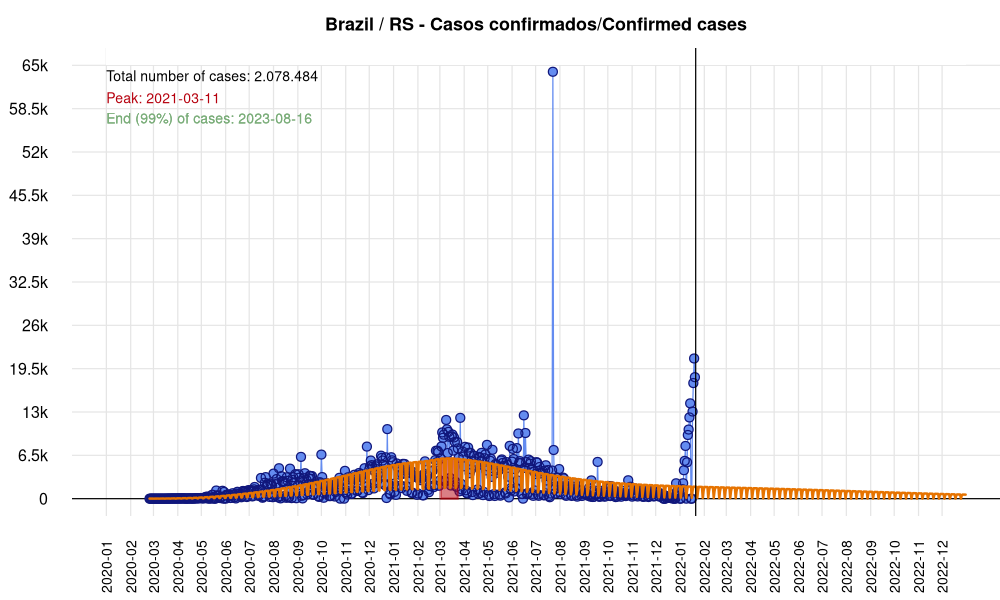 Brazil / RS - Casos confirmados/Confirmed cases
Total number of cases: 2.078.484
Peak: 2021-03-11
End (99%) of cases: 2023-08-16
65k
58.5k
52k
45.5k
39k
32.5k
26k
19.5k
13k
6.5k
0
2020-01
2020-02
2020-03
2020-04
2020-05
2020-06
2020-07
2020-08
2020-09
2020-10
2020-11
2020-12
2021-01
2021-02
2021-03
2021-04
2021-05
2021-06
2021-07
2021-08
2021-09
2021-10
2021-11
2021-12
2022-01
2022-02
2022-03
2022-04
2022-05
2022-06
2022-07
2022-08
2022-09
2022-10
2022-11
2022-12